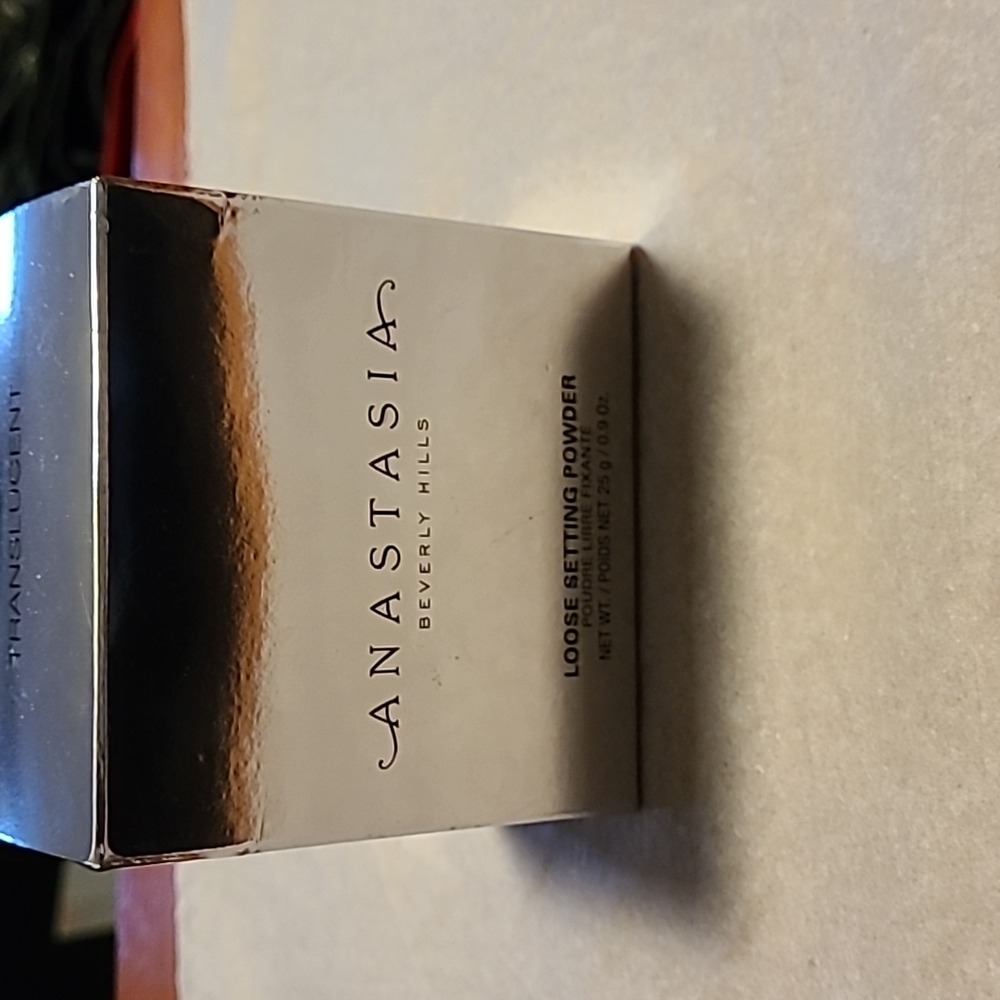 TRANSLUCENT
ANASTASIA
BEVERLY HILLS
LOOSE SETTING POWDER
POUDRE LIBRE FIXANTE
NET WT. / POIDS NET 25 g / 0.9 Oz.